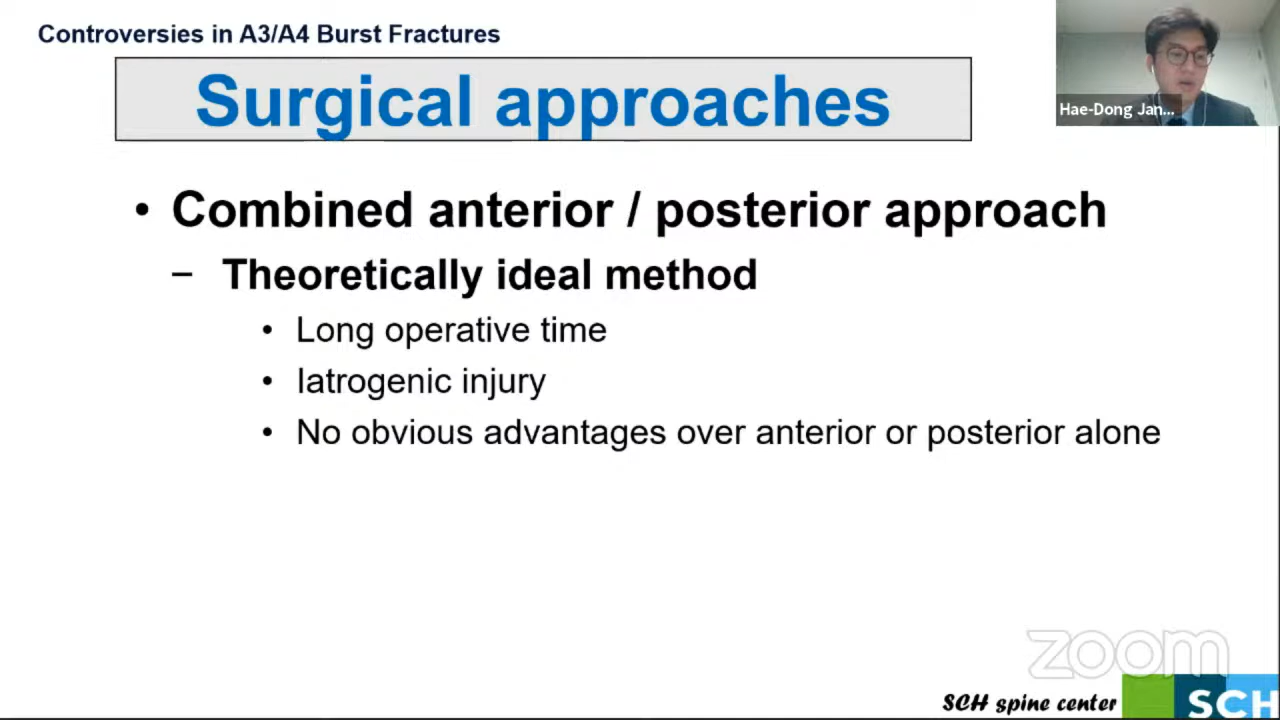 Controversies in A3/A4 Burst Fractures
Surgical approaches
Hae-Dong Jan...
• Combined anterior / posterior approach
– Theoretically ideal method
• Long operative time
• Iatrogenic injury
• No obvious advantages over anterior or posterior alone
zoom
SCH spine center
SCH